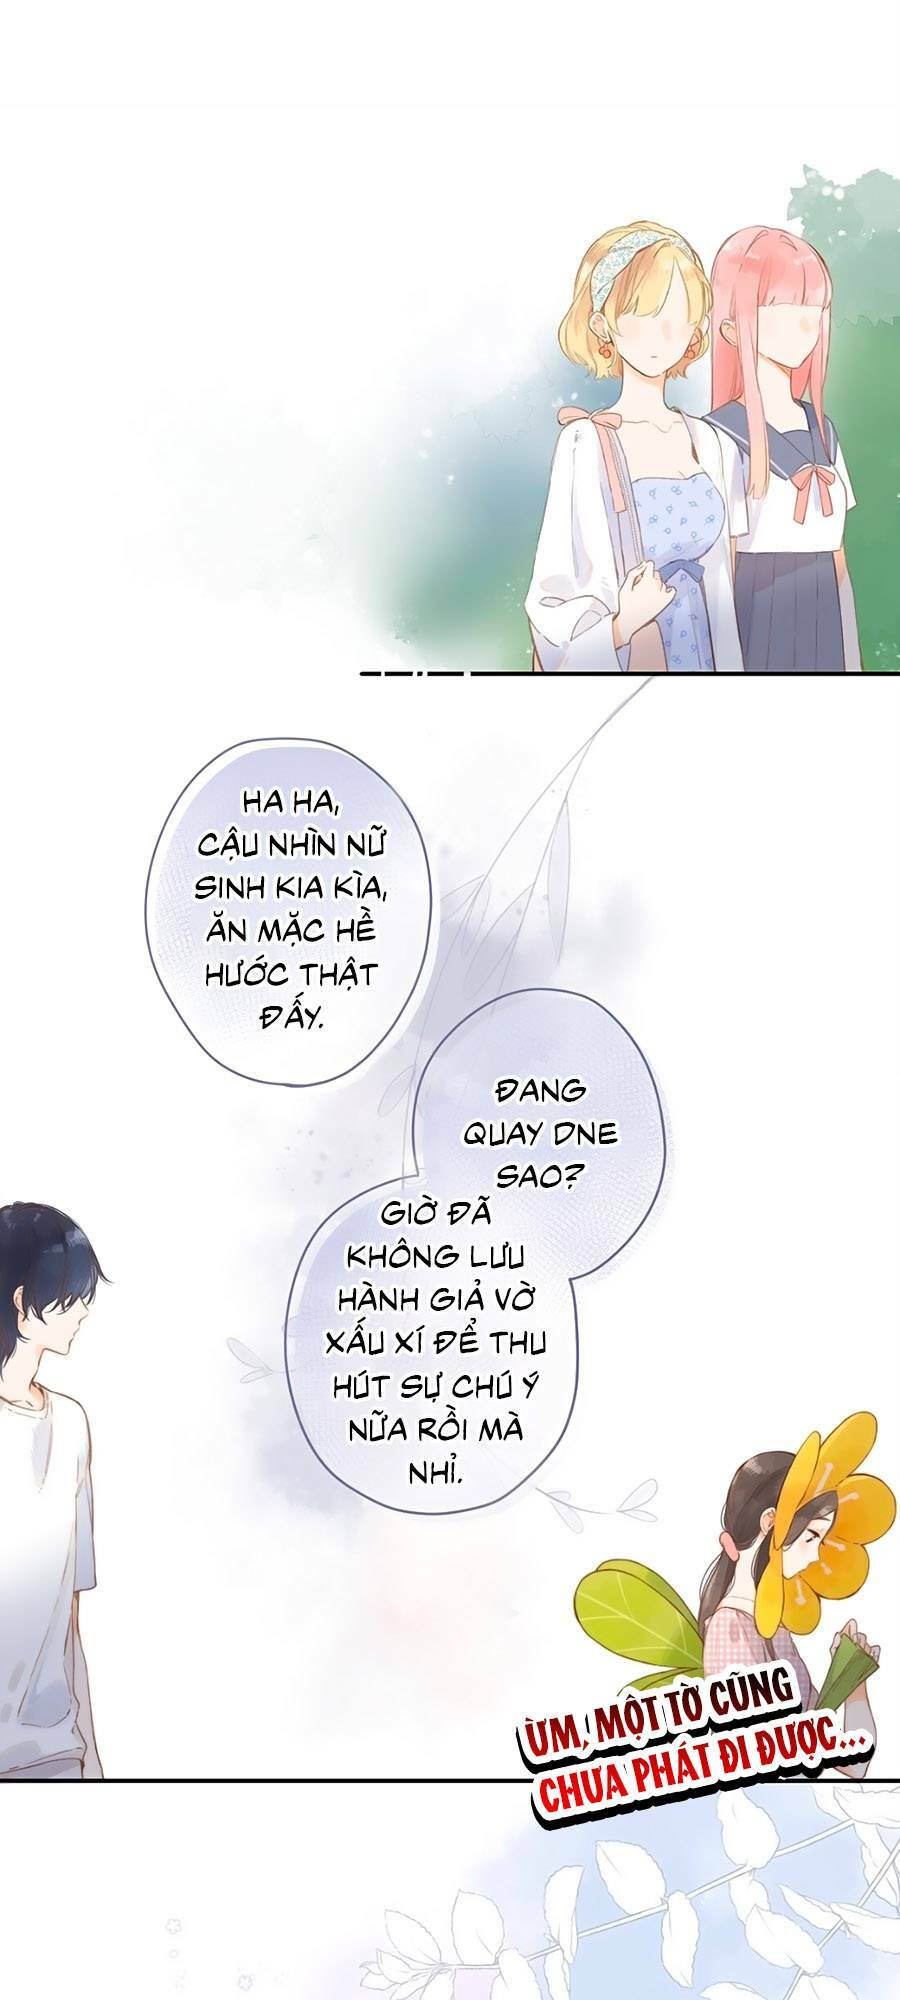 HA HA,
CẬU NHÌN NỮ
SINH KIA KÌA,
ĂN MẶC HỀ
HƯỚC THẬT
ĐẤY.
ĐANG
QUAY DNE
SAO?
GIỜ ĐÃ
KHÔNG LƯU
HÀNH GIẢ VỜ
XẤU XÍ ĐỂ THU
HÚT SỰ CHÚ Ý
NỮA RỒI MÀ
NHỈ.
ỪM, MỘT TỜ CŨNG
CHƯA PHÁT ĐI ĐƯỢC...